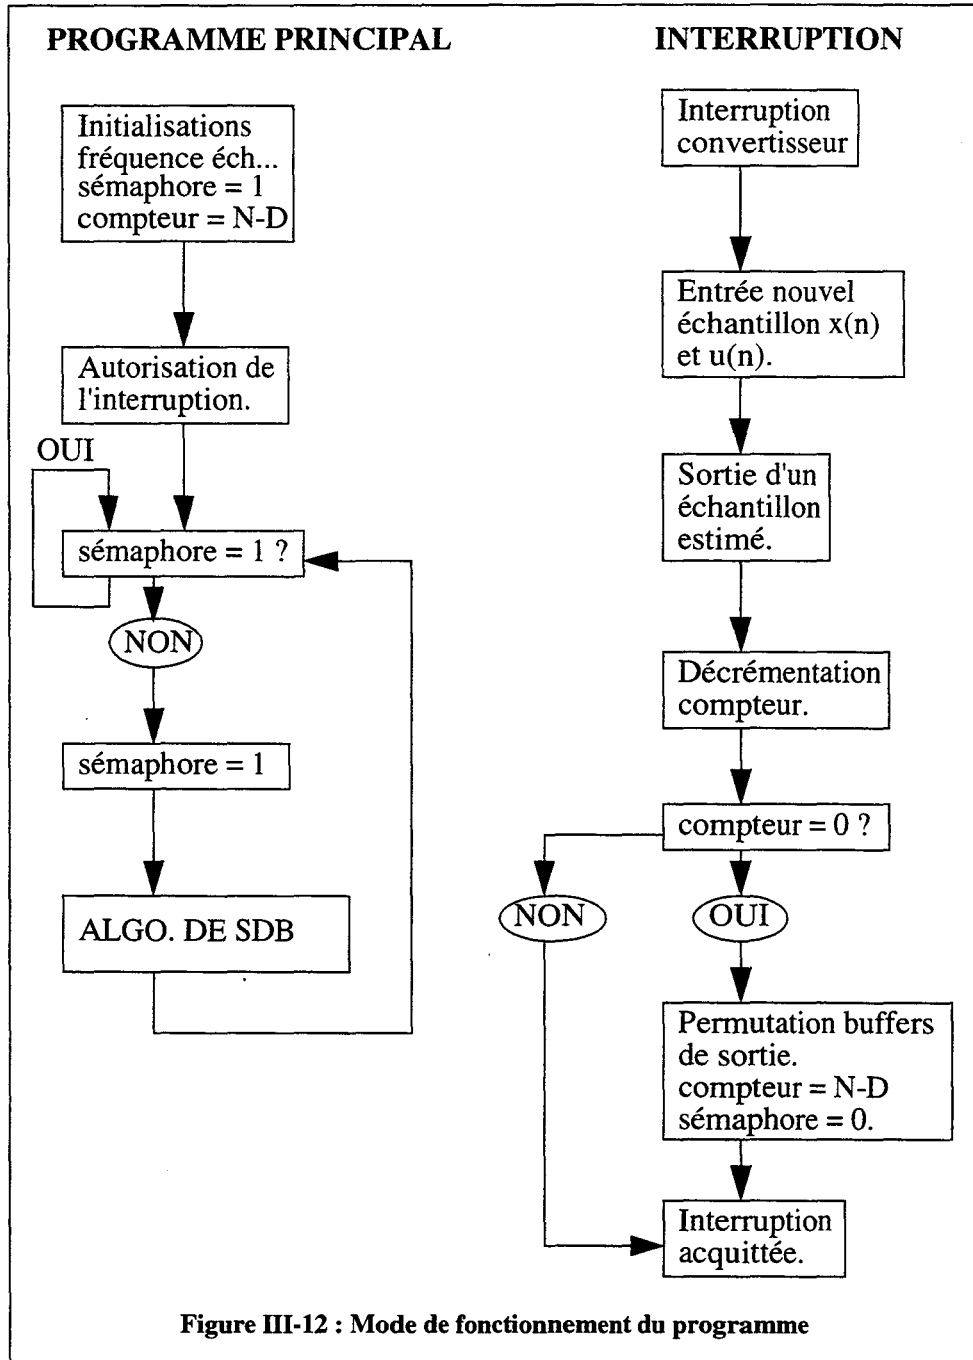 PROGRAMME PRINCIPAL
Initialisations
fréquence éch...
sémaphore = 1
compteur = N-D
Autorisation de
l'interruption.
OUI
sémaphore = 1 ?
NON
sémaphore = 1
ALGO. DE SDB
INTERRUPTION
Interruption
convertisseur
Entrée nouvel
échantillon x(n)
et u(n).
Sortie d'un
échantillon
estimé.
Décrémentation
compteur.
compteur = 0 ?
NON
OUI
Permutation buffers
de sortie.
compteur = N-D
sémaphore = 0.
Interruption
acquittée.
Figure III-12 : Mode de fonctionnement du programme